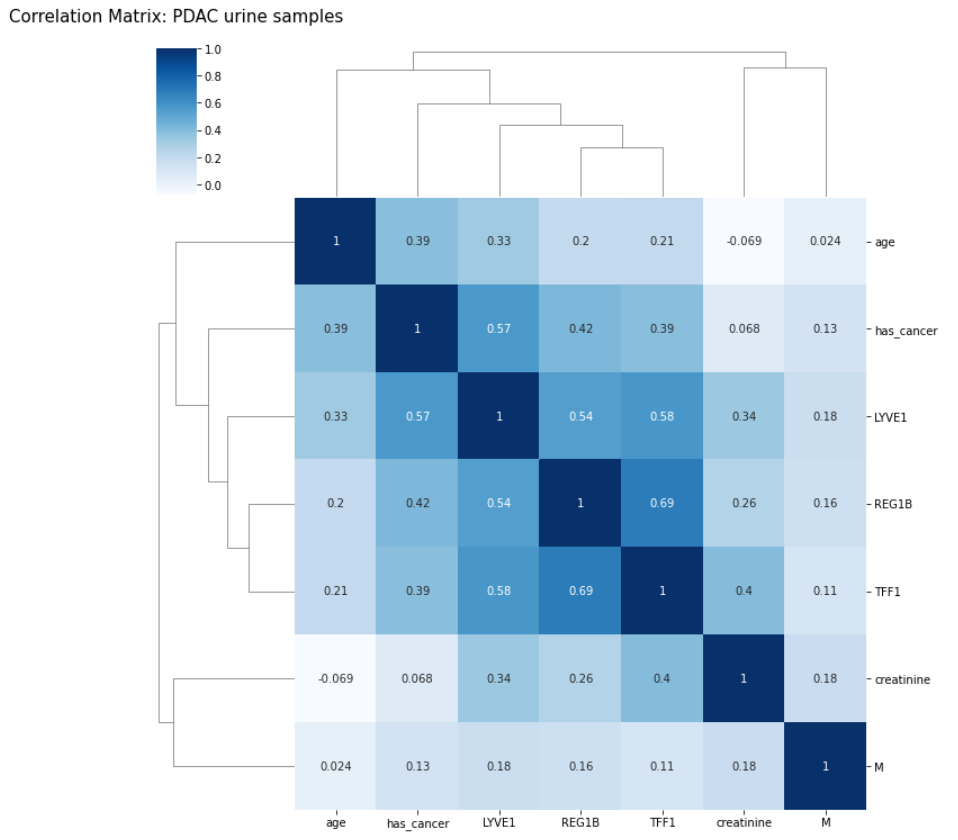 Correlation Matrix: PDAC urine samples
1.0
0.8
0.6
0.4
0.2
0.0
1 0.39 0.33 0.2 0.21 -0.069 0.024 age
0.39 1 0.57 0.42 0.39 0.068 0.13 has_cancer
0.33 0.57 1 0.54 0.58 0.34 0.18 LYVE1
0.2 0.42 0.54 1 0.69 0.26 0.16 REG1B
0.21 0.39 0.58 0.69 1 0.4 0.11 TFF1
-0.069 0.068 0.34 0.26 0.4 1 0.18 creatinine
0.024 0.13 0.18 0.16 0.11 0.18 1 M
age has_cancer LYVE1 REG1B TFF1 creatinine M